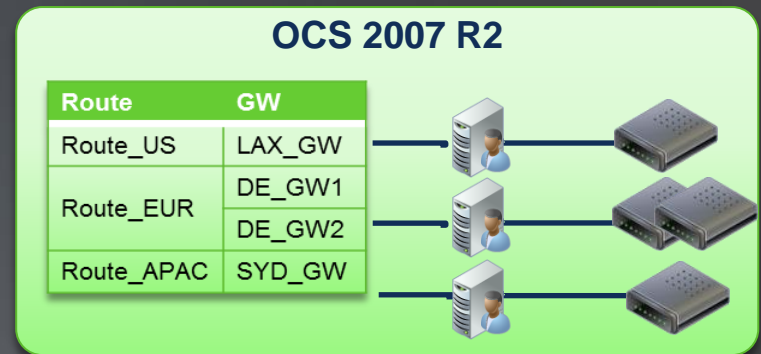 OCS 2007 R2
Route GW
Route_US LAX_GW
Route_EUR DE_GW1
DE_GW2
Route_APAC SYD_GW